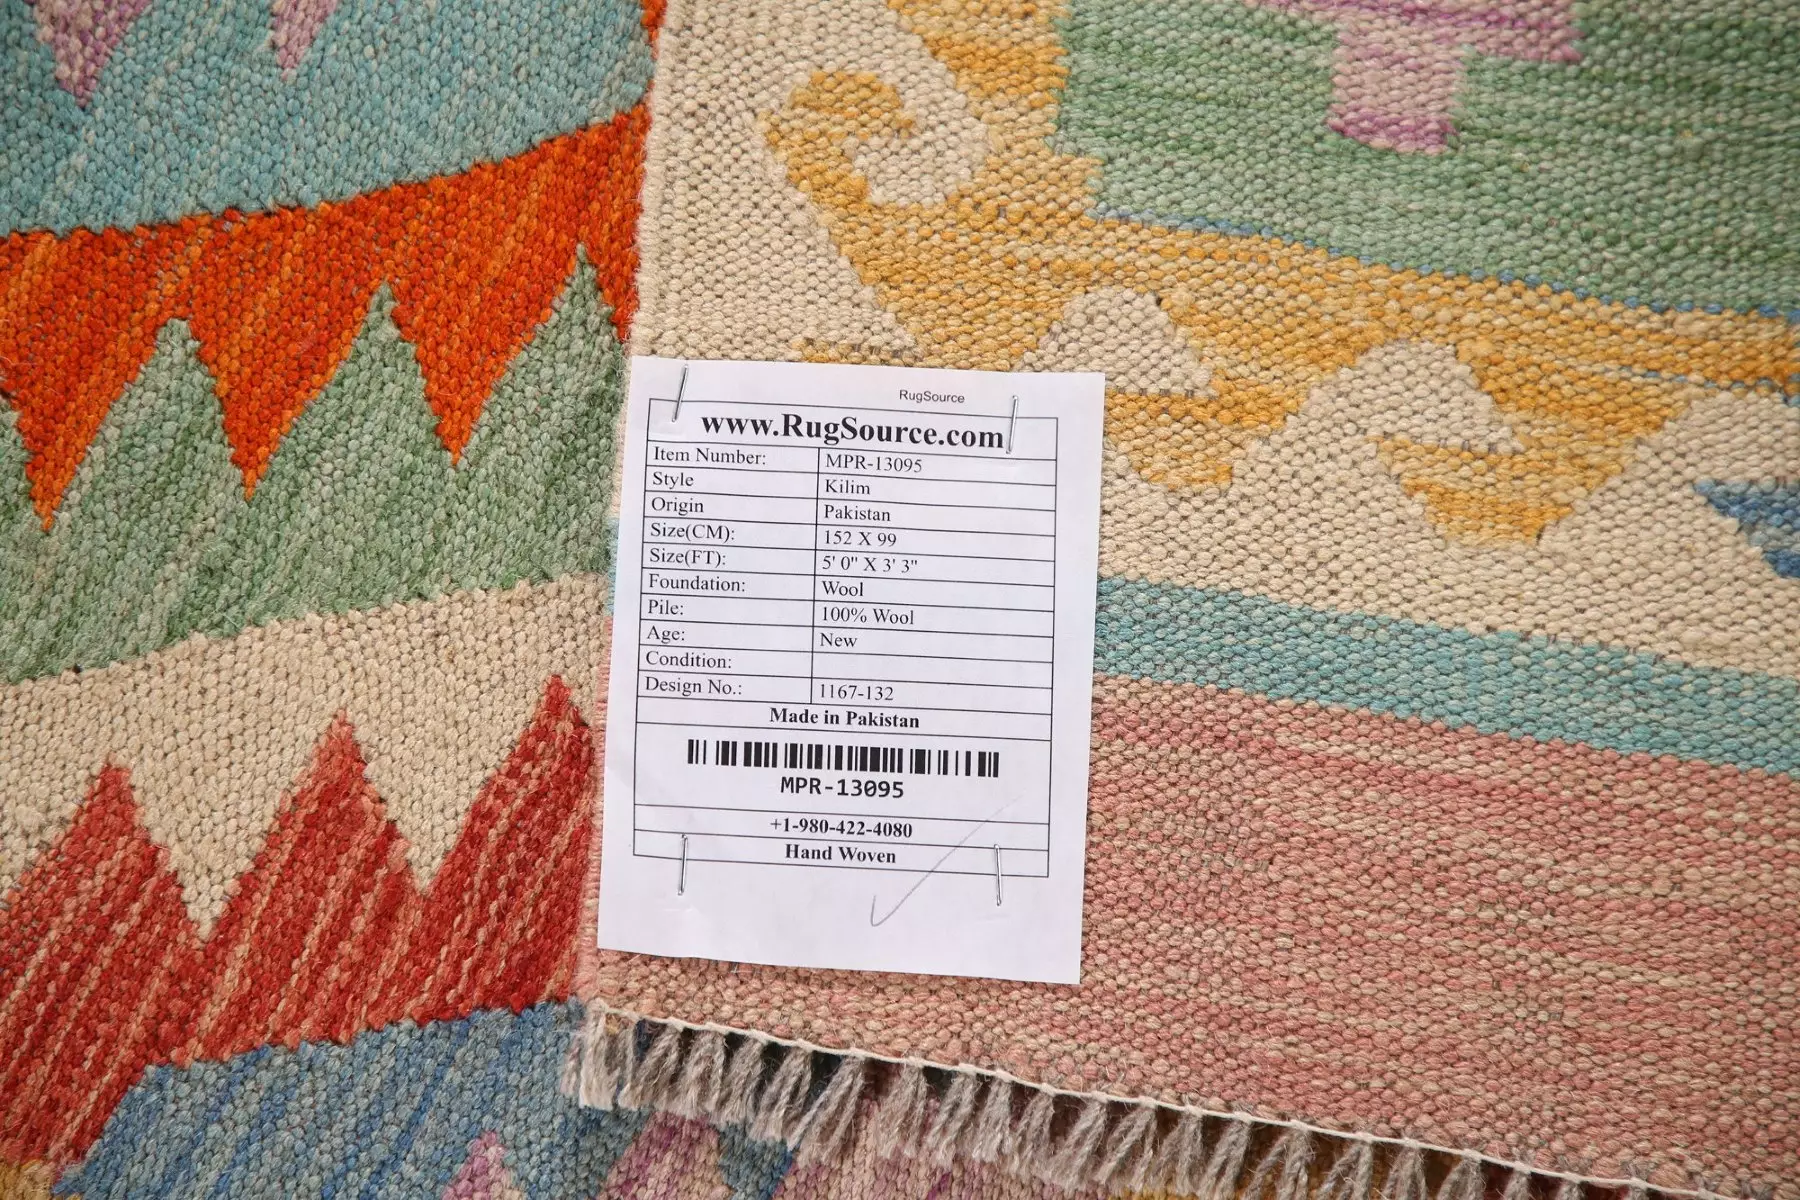 RugSource
www.RugSource.com
Item Number: MPR-13095
Style Kilim
Origin Pakistan
Size(CM): 152 X 99
Size(FT): 5' 0" X 3' 3"
Foundation: Wool
Pile: 100% Wool
Age: New
Condition:
Design No.: 1167-132
Made in Pakistan
MPR-13095
+1-980-422-4080
Hand Woven